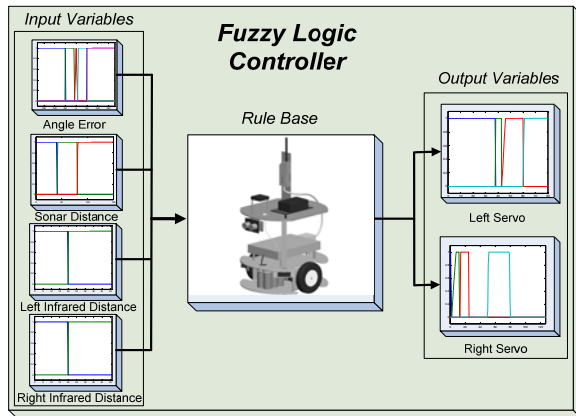 Input Variables
Fuzzy Logic
Controller
Angle Error
Sonar Distance
Left Infrared Distance
Right Infrared Distance
Rule Base
Output Variables
Left Servo
Right Servo